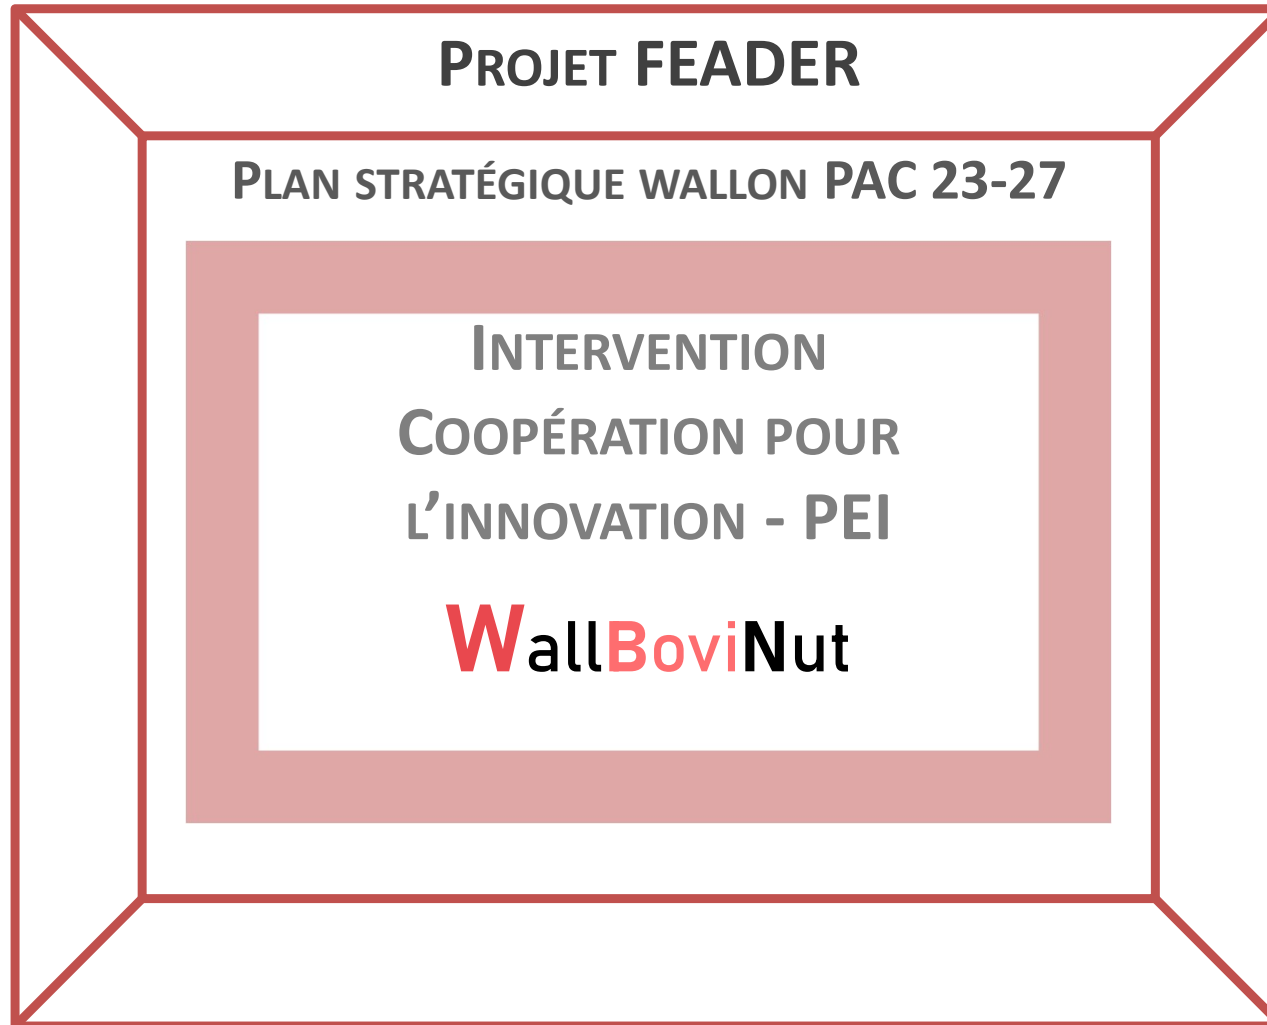 Projet FEADER
Plan stratégique wallon PAC 23-27
Intervention
Coopération pour
l’innovation - PEI
WallBoviNut